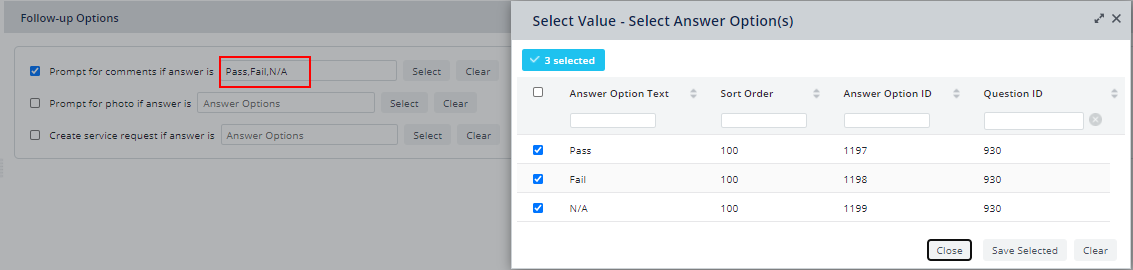 Follow-up Options
Prompt for comments if answer is Pass,Fail,N/A Select Clear
Prompt for photo if answer is Answer Options Select Clear
Create service request if answer is Answer Options Select Clear
Select Value - Select Answer Option(s)
3 selected
Answer Option Text Sort Order Answer Option ID Question ID
Pass 100 1197 930
Fail 100 1198 930
N/A 100 1199 930
Close Save Selected Clear